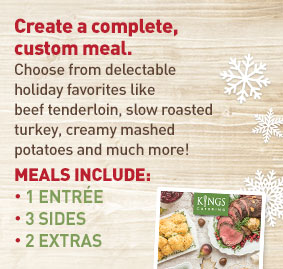 Create a complete,
custom meal.
Choose from delectable
holiday favorites like
beef tenderloin, slow roasted
turkey, creamy mashed
potatoes and much more!
MEALS INCLUDE:
• 1 ENTRÉE
• 3 SIDES
• 2 EXTRAS
KINGS
CATERING